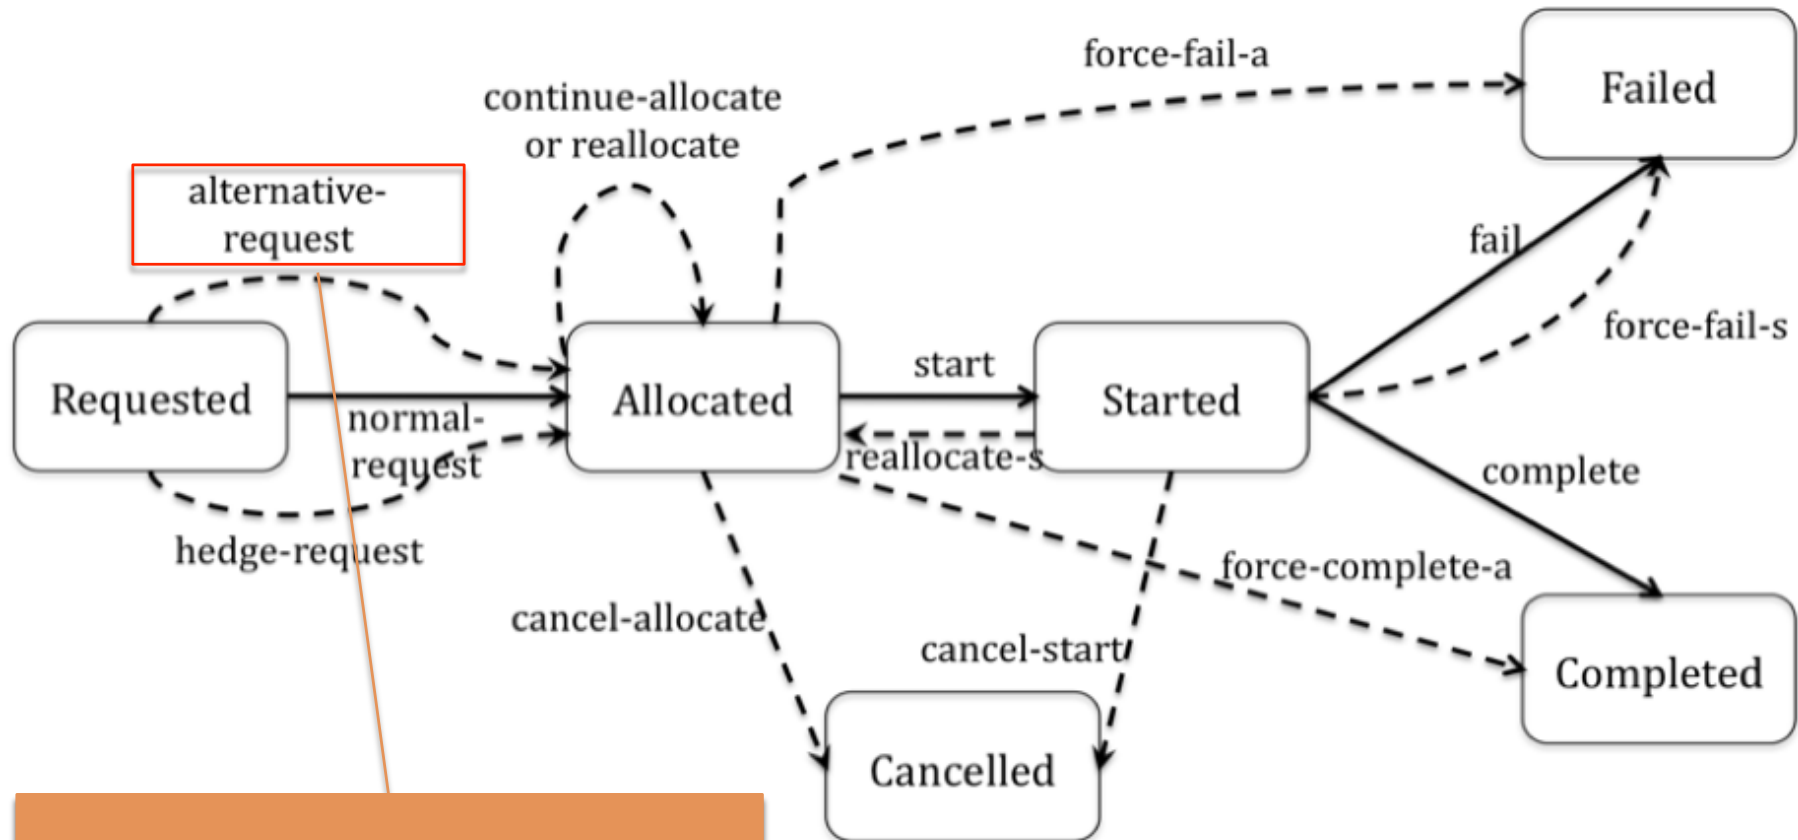 force-fail-a
Failed
continue-allocate
or reallocate
alternative-
request
fail
force-fail-s
Requested
normal-
request
Allocated
start
reallocate-s
Started
complete
hedge-request
force-complete-a
cancel-allocate
cancel-start
Completed
Cancelled